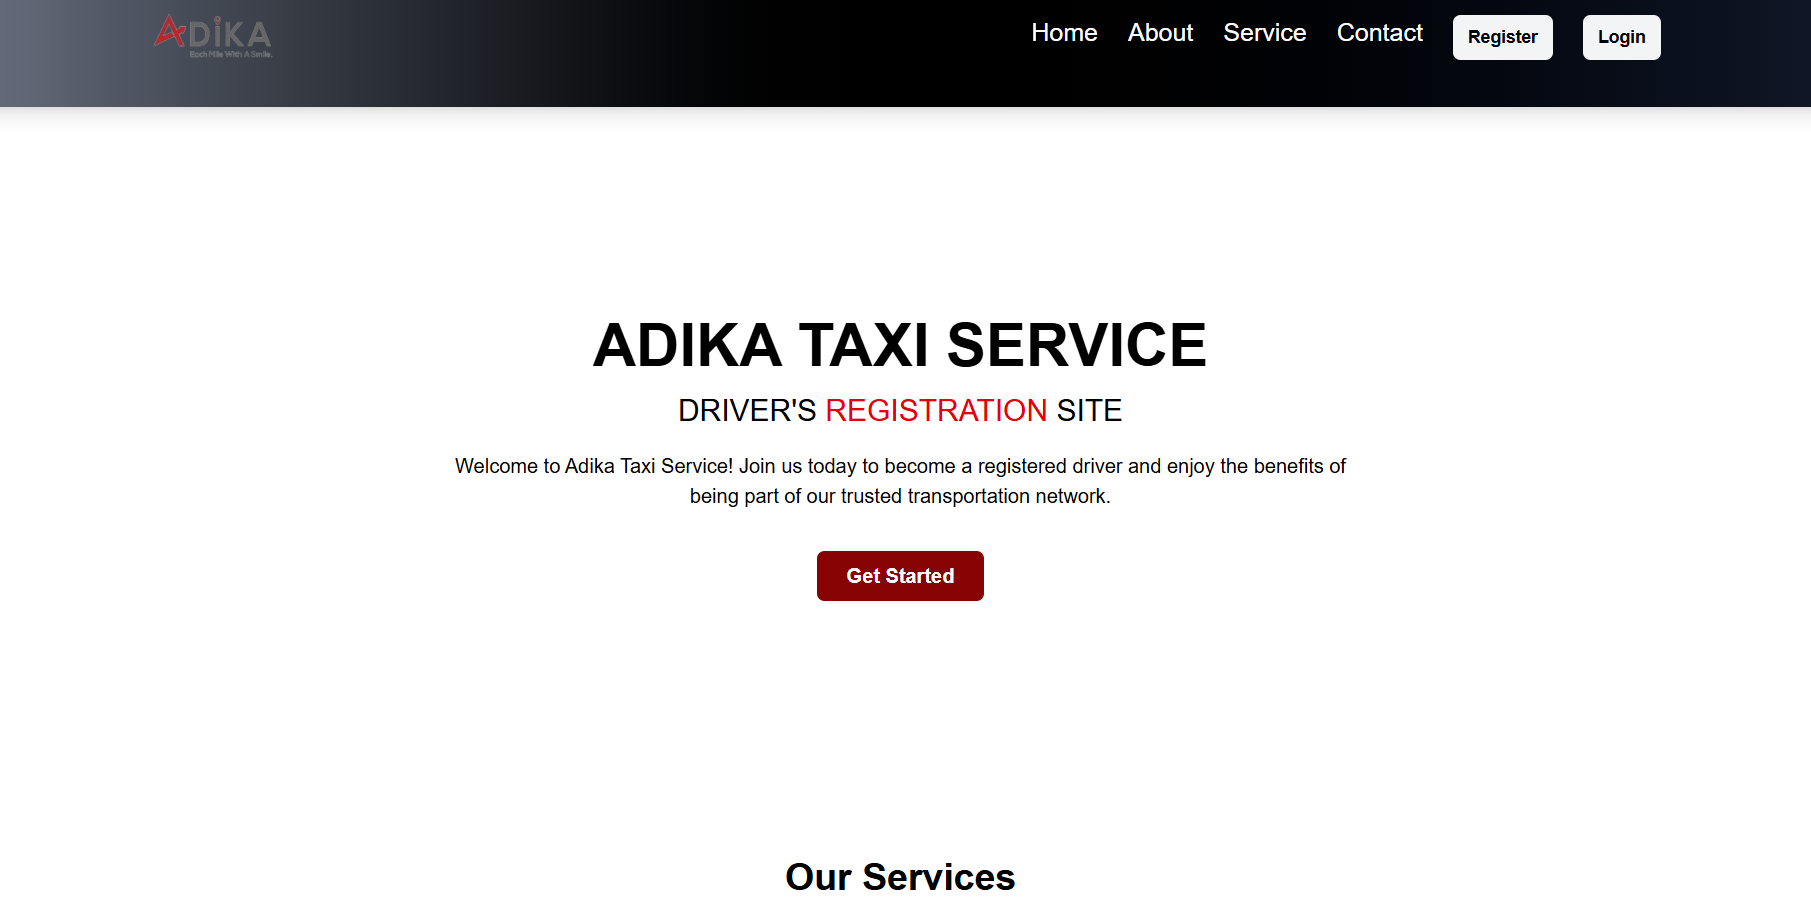 ADIKA
Each Mile With A Smile.
Home About Service Contact Register Login
ADIKA TAXI SERVICE
DRIVER'S REGISTRATION SITE
Welcome to Adika Taxi Service! Join us today to become a registered driver and enjoy the benefits of
being part of our trusted transportation network.
Get Started
Our Services